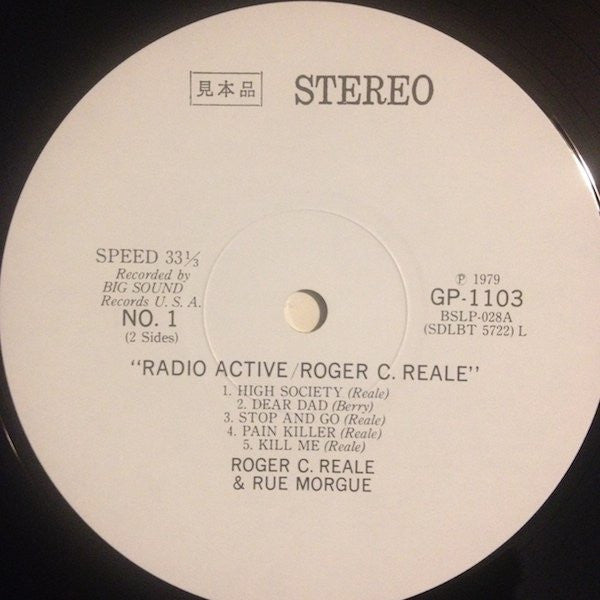 見本品 STEREO
SPEED 33⅓
Recorded by
BIG SOUND
Records U. S. A.
NO. 1
(2 Sides)
℗ 1979
GP-1103
BSLP-028A
(SDLBT 5722) L
"RADIO ACTIVE/ROGER C. REALE"
1. HIGH SOCIETY (Reale)
2. DEAR DAD (Berry)
3. STOP AND GO (Reale)
4. PAIN KILLER (Reale)
5. KILL ME (Reale)
ROGER C. REALE
& RUE MORGUE